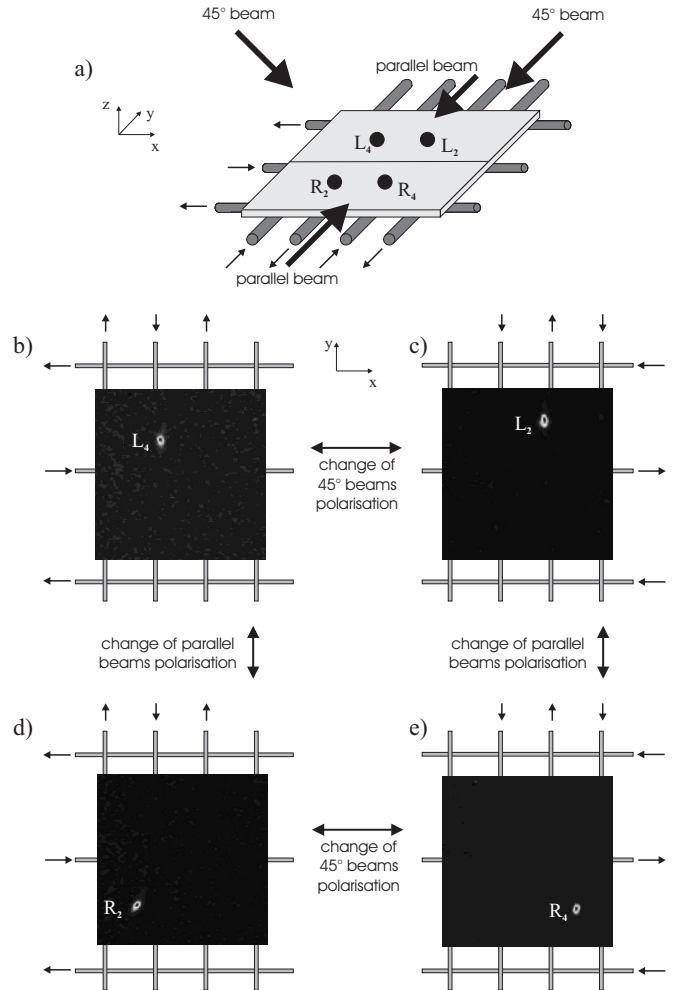 45° beam
45° beam
a)
parallel beam
z
y
x
L4
L2
R2
R4
parallel beam
b)
y
x
c)
L4
L2
change of
45° beams
polarisation
change of parallel
beams polarisation
change of parallel
beams polarisation
d)
e)
change of
45° beams
polarisation
R2
R4